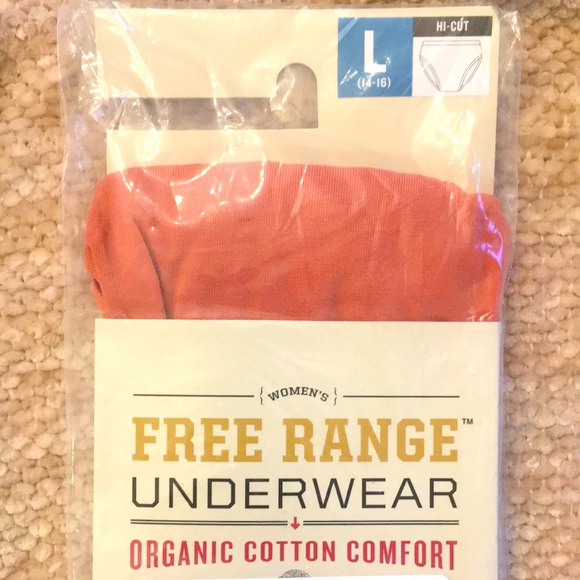 HI-CUT
L
(14-16)
{ WOMEN'S }
FREE RANGE™
UNDERWEAR
ORGANIC COTTON COMFORT